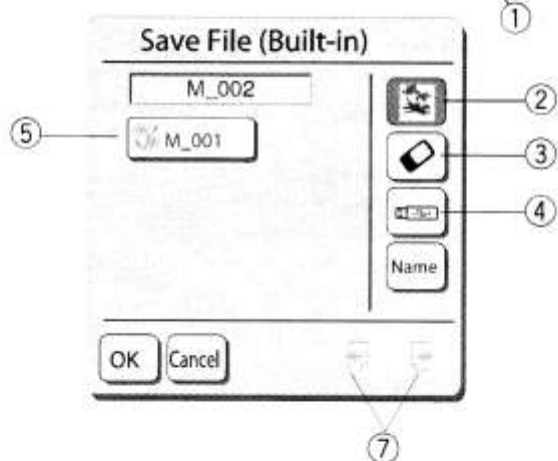 ①
Save File (Built-in)
M_002
②
⑤
M_001
③
④
Name
OK Cancel
⑦